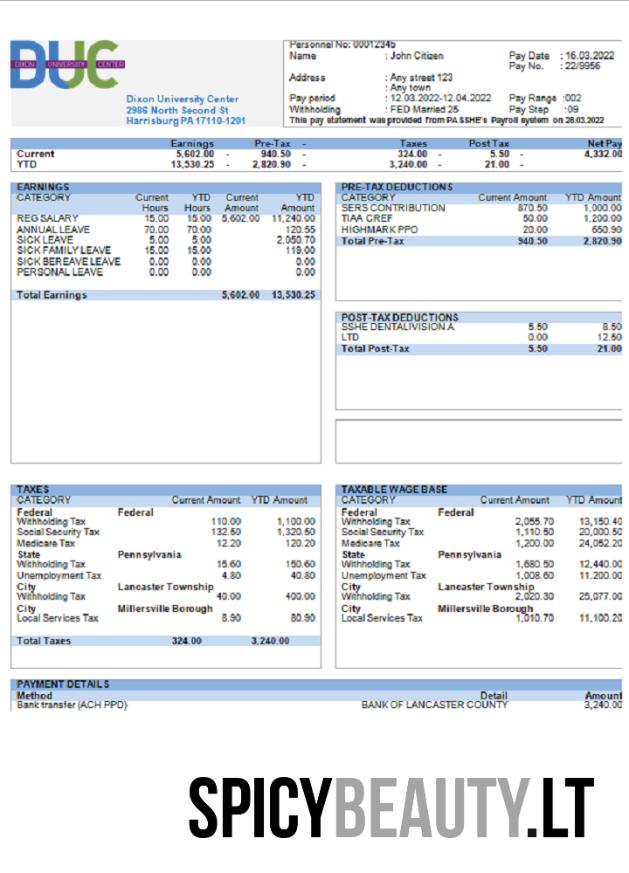 Personnel No: 00012345
DUC
DIXON UNIVERSITY CENTER
Name : John Citizen Pay Date : 16.03.2022
Pay No. : 22/9956
Address : Any street 123
: Any town
Dixon University Center
2986 North Second St
Harrisburg PA 17110-1201
Pay period : 12.03.2022-12.04.2022 Pay Range :002
Withholding : FED Married 25 Pay Step :09
This pay statement was provided from PASSHE's Payroll system on 28.03.2022
Earnings Pre-Tax - Taxes Post Tax Net Pay
Current 5,602.00 - 940.50 - 324.00 - 5.50 - 4,332.00
YTD 13,530.25 - 2,820.90 - 3,240.00 - 21.00 -
EARNINGS
CATEGORY Current Hours YTD Hours Current Amount YTD Amount
REG SALARY 15.00 15.00 5,602.00 11,240.00
ANNUAL LEAVE 70.00 70.00 120.55
SICK LEAVE 5.00 5.00 2,050.70
SICK FAMILY LEAVE 15.00 15.00 119.00
SICK BEREAVE LEAVE 0.00 0.00 0.00
PERSONAL LEAVE 0.00 0.00 0.00
Total Earnings 5,602.00 13,530.25
PRE-TAX DEDUCTIONS
CATEGORY Current Amount YTD Amount
SERS CONTRIBUTION 870.50 1,000.00
TIAA CREF 50.00 1,200.00
HIGHMARK PPO 20.00 650.90
Total Pre-Tax 940.50 2,820.90
POST-TAX DEDUCTIONS
SSHE DENTAL/VISION A 5.50 8.50
LTD 0.00 12.50
Total Post-Tax 5.50 21.00
TAXES
CATEGORY Current Amount YTD Amount
Federal Federal
Withholding Tax 110.00 1,100.00
Social Security Tax 132.50 1,320.50
Medicare Tax 12.20 120.20
State Pennsylvania
Withholding Tax 15.60 150.60
Unemployment Tax 4.80 40.80
City Lancaster Township
Withholding Tax 40.00 400.00
City Millersville Borough
Local Services Tax 8.90 80.90
Total Taxes 324.00 3,240.00
TAXABLE WAGE BASE
CATEGORY Current Amount YTD Amount
Federal Federal
Withholding Tax 2,055.70 13,150.40
Social Security Tax 1,110.50 20,000.50
Medicare Tax 1,200.00 24,052.20
State Pennsylvania
Withholding Tax 1,680.50 12,440.00
Unemployment Tax 1,008.60 11.200.00
City Lancaster Township
Withholding Tax 2,020.30 25,077.00
City Millersville Borough
Local Services Tax 1,010.70 11,100.20
PAYMENT DETAILS
Method Detail Amount
Bank transfer (ACH PPD) BANK OF LANCASTER COUNTY 3,240.00
SPICYBEAUTY.LT